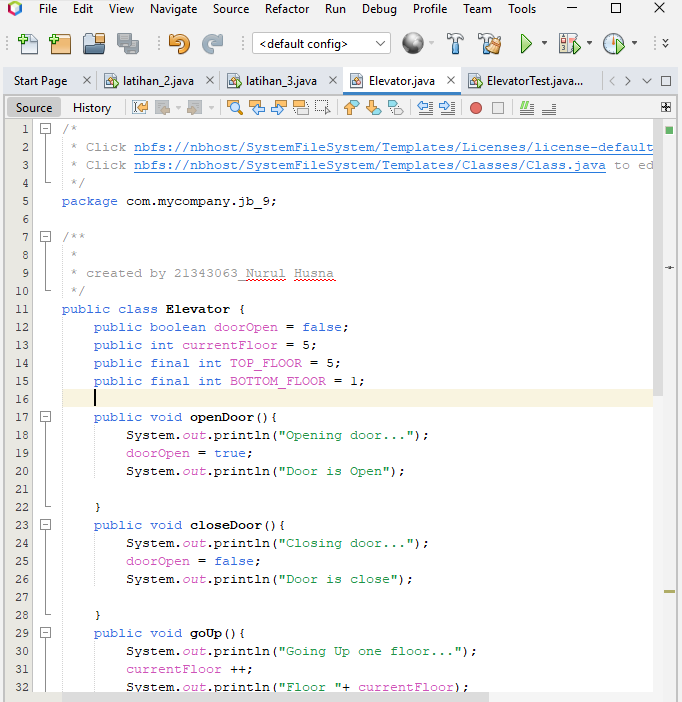 File Edit View Navigate Source Refactor Run Debug Profile Team Tools
<default config>
Start Page latihan_2.java latihan_3.java Elevator.java ElevatorTest.java...
Source History
1 /*
2 * Click nbfs://nbhost/SystemFileSystem/Templates/Licenses/license-default
3 * Click nbfs://nbhost/SystemFileSystem/Templates/Classes/Class.java to ed
4 */
5 package com.mycompany.jb_9;
6
7 /**
8 *
9 * created by 21343063_Nurul Husna
10 */
11 public class Elevator {
12 public boolean doorOpen = false;
13 public int currentFloor = 5;
14 public final int TOP_FLOOR = 5;
15 public final int BOTTOM_FLOOR = 1;
16
17 public void openDoor(){
18 System.out.println("Opening door...");
19 doorOpen = true;
20 System.out.println("Door is Open");
21
22 }
23 public void closeDoor(){
24 System.out.println("Closing door...");
25 doorOpen = false;
26 System.out.println("Door is close");
27
28 }
29 public void goUp(){
30 System.out.println("Going Up one floor...");
31 currentFloor ++;
32 System.out.println("Floor "+ currentFloor);